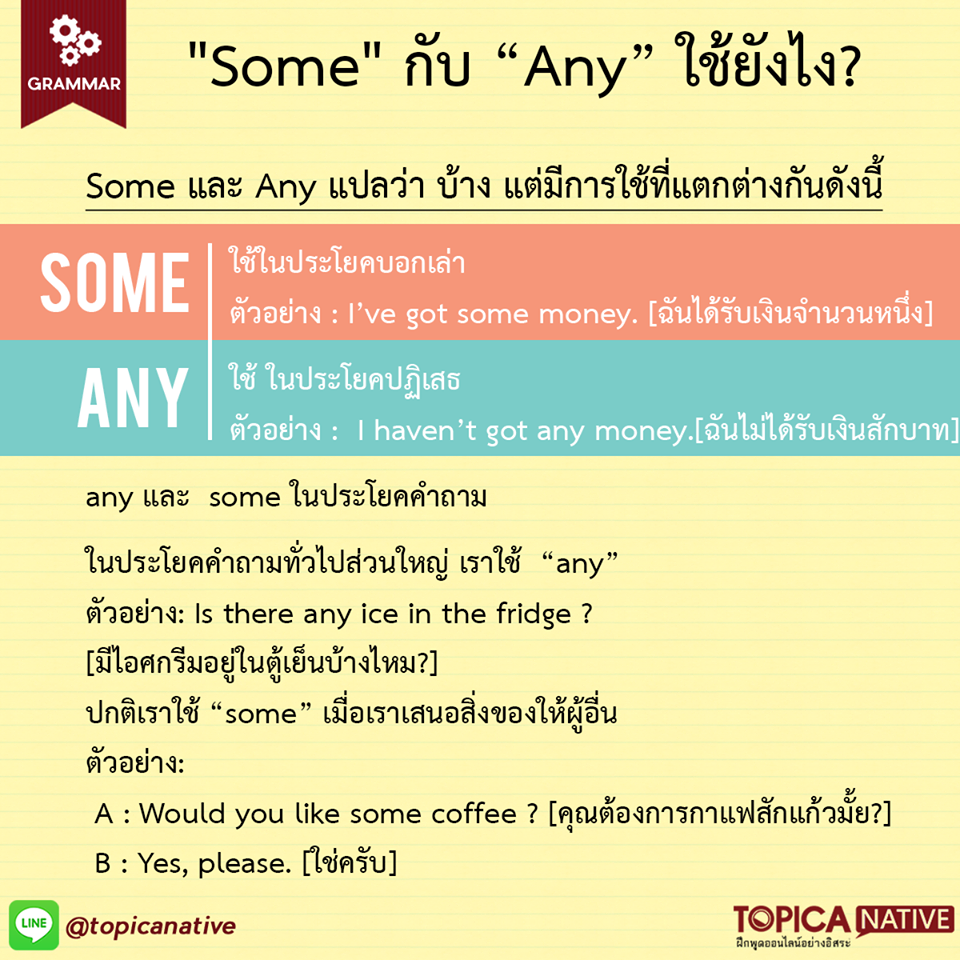 GRAMMAR
"Some" กับ “Any” ใช้ยังไง?
Some และ Any แปลว่า บ้าง แต่มีการใช้ที่แตกต่างกันดังนี้
SOME
ใช้ในประโยคบอกเล่า
ตัวอย่าง : I’ve got some money. [ฉันได้รับเงินจำนวนหนึ่ง]
ANY
ใช้ ในประโยคปฏิเสธ
ตัวอย่าง : I haven’t got any money.[ฉันไม่ได้รับเงินสักบาท]
any และ some ในประโยคคำถาม
ในประโยคคำถามทั่วไปส่วนใหญ่ เราใช้ “any”
ตัวอย่าง: Is there any ice in the fridge ?
[มีไอศกรีมอยู่ในตู้เย็นบ้างไหม?]
ปกติเราใช้ “some” เมื่อเราเสนอสิ่งของให้ผู้อื่น
ตัวอย่าง:
A : Would you like some coffee ? [คุณต้องการกาแฟสักแก้วมั้ย?]
B : Yes, please. [ใช่ครับ]
LINE @topicanative
TOPICA NATIVE
ฝึกพูดออนไลน์อย่างอิสระ